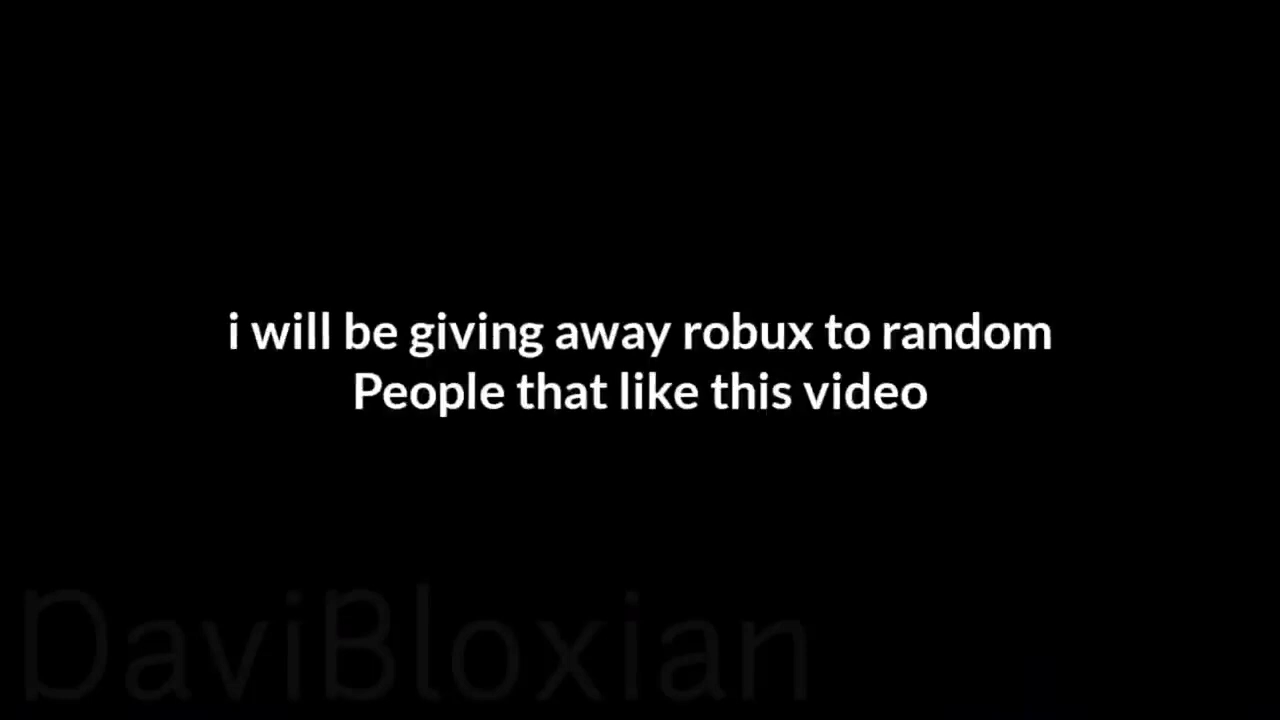 i will be giving away robux to random
People that like this video
DaviBloxian